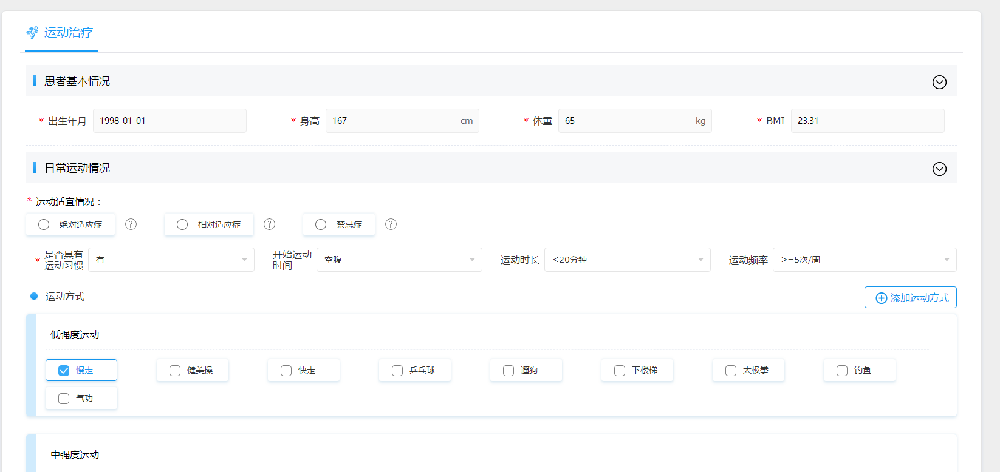 运动治疗
患者基本情况
* 出生年月 1998-01-01 * 身高 167 cm * 体重 65 kg * BMI 23.31
日常运动情况
* 运动适宜情况：
绝对适应症 ? 相对适应症 ? 禁忌症 ?
* 是否具有运动习惯 有 开始运动时间 空腹 运动时长 <20分钟 运动频率 >=5次/周
运动方式 添加运动方式
低强度运动
慢走 健美操 快走 乒乓球 遛狗 下楼梯 太极拳 钓鱼
气功
中强度运动